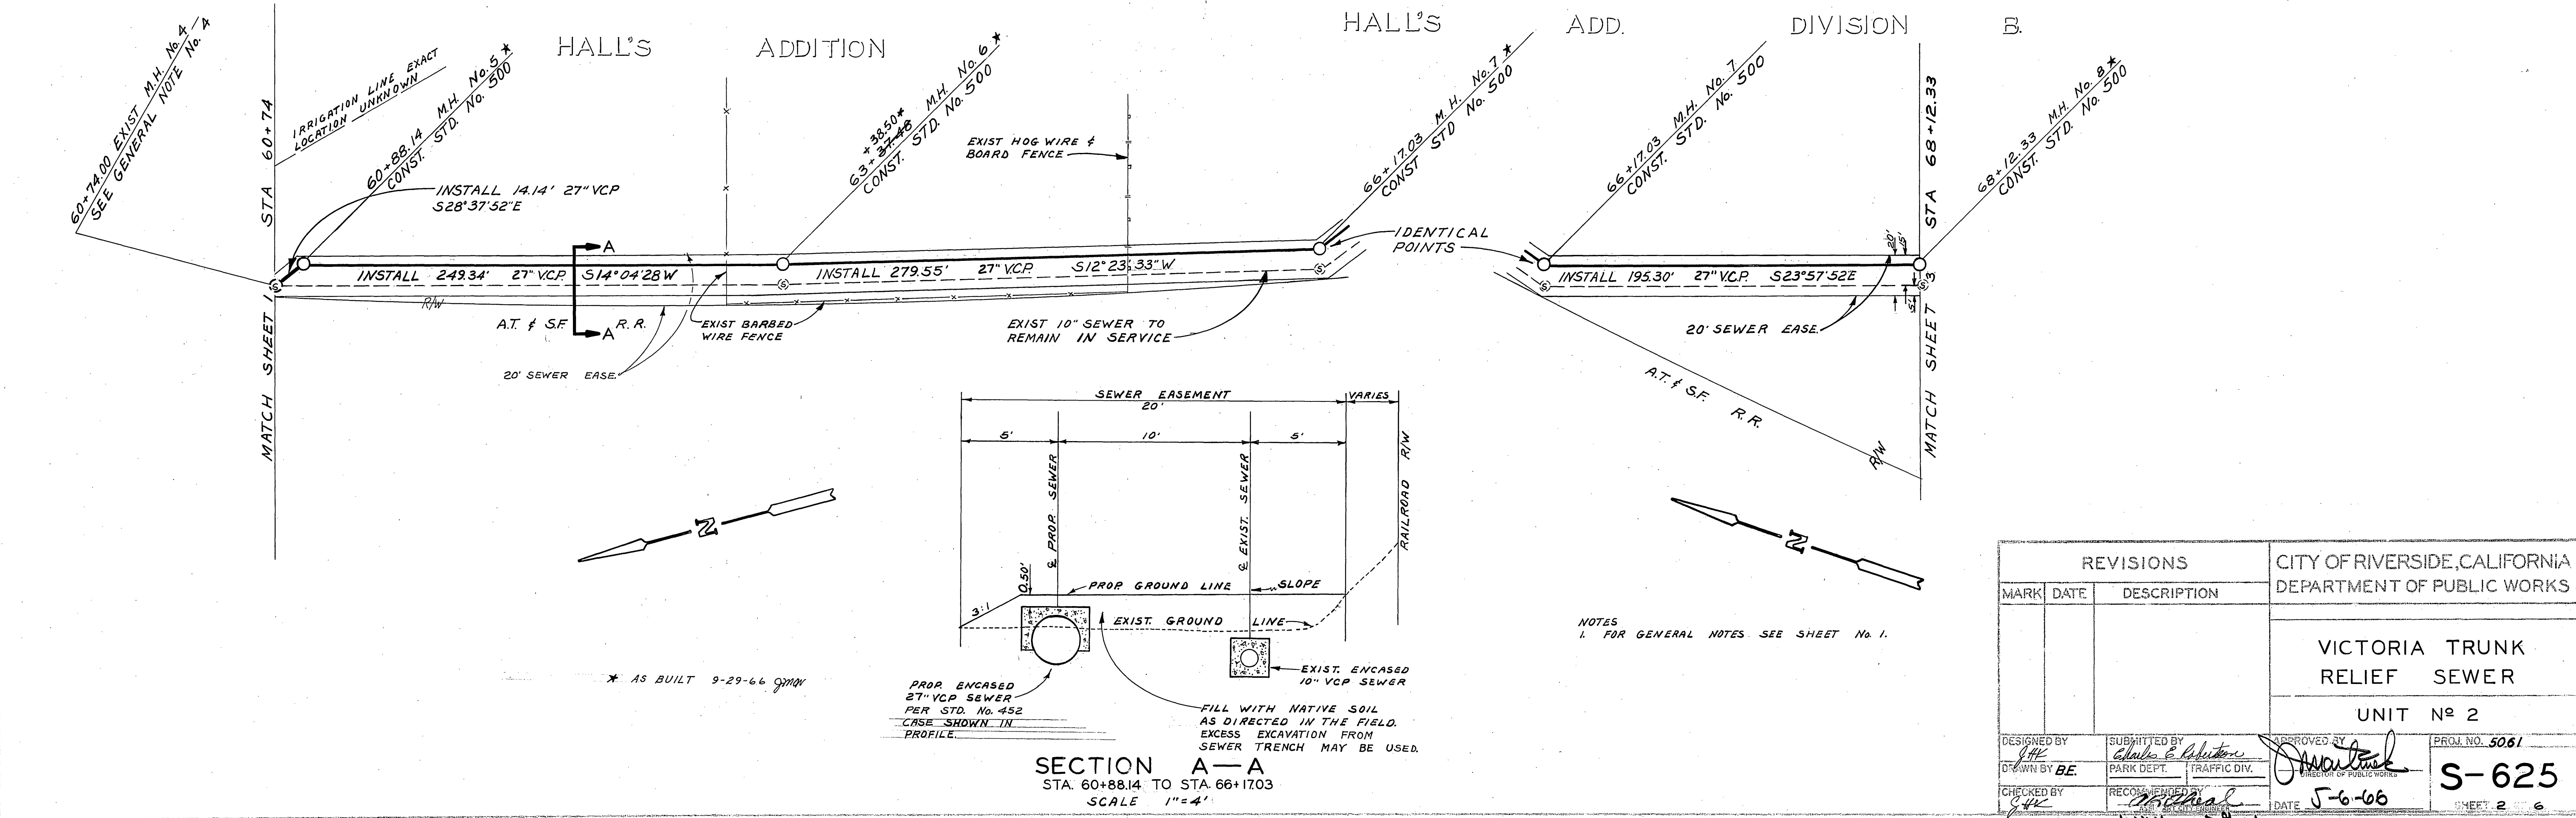 HALL'S ADDITION
HALL'S ADD. DIVISION B.
60+74.00 EXIST M.H. No. 4
SEE GENERAL NOTE No. 4
STA 60+74
MATCH SHEET 1
IRRIGATION LINE EXACT
LOCATION UNKNOWN
60+88.14 M.H. No. 5 *
CONST. STD. No. 500
INSTALL 14.14' 27" VCP
S28°37'52"E
+38.50*
63+37.48 M.H. No. 6 *
CONST. STD. No. 500
EXIST HOG WIRE &
BOARD FENCE
66+17.03 M.H. No. 7 *
CONST STD No. 500
IDENTICAL
POINTS
66+17.03 M.H. No. 7
CONST. STD. No. 500
STA 68+12.33
MATCH SHEET 3
68+12.33 M.H. No. 8 *
CONST. STD. No. 500
INSTALL 249.34' 27" V.C.P. S14°04'28"W
INSTALL 279.55' 27" V.C.P. S12°23'33"W
INSTALL 195.30' 27" V.C.P. S23°57'52"E
20' 15'
5'
S
S
S
S
S
R/W
A.T. & S.F. R.R.
A
A
EXIST BARBED
WIRE FENCE
20' SEWER EASE.
EXIST 10" SEWER TO
REMAIN IN SERVICE
20' SEWER EASE.
A.T. & S.F. R.R.
R/W
N
N
SEWER EASEMENT
20'
VARIES
5' 10' 5'
℄ PROP. SEWER
℄ EXIST. SEWER
RAILROAD R/W
0.50'
3:1
PROP. GROUND LINE
SLOPE
EXIST. GROUND LINE
PROP. ENCASED
27" VCP SEWER
PER STD. No. 452
CASE SHOWN IN
PROFILE.
EXIST. ENCASED
10" VCP SEWER
FILL WITH NATIVE SOIL
AS DIRECTED IN THE FIELD.
EXCESS EXCAVATION FROM
SEWER TRENCH MAY BE USED.
SECTION A—A
STA. 60+88.14 TO STA. 66+17.03
SCALE 1"=4'
* AS BUILT 9-29-66
NOTES
1. FOR GENERAL NOTES SEE SHEET No. 1.
REVISIONS
MARK DATE DESCRIPTION
CITY OF RIVERSIDE, CALIFORNIA
DEPARTMENT OF PUBLIC WORKS
VICTORIA TRUNK
RELIEF SEWER
UNIT Nº 2
DESIGNED BY
JHK
DRAWN BY BE.
CHECKED BY
JHK
SUBMITTED BY
Charles E. Robertson
PARK DEPT. TRAFFIC DIV.
RECOMMENDED BY
APPROVED BY
DIRECTOR OF PUBLIC WORKS
DATE 5-6-66
PROJ. NO. 5061
S-625
SHEET 2 OF 6